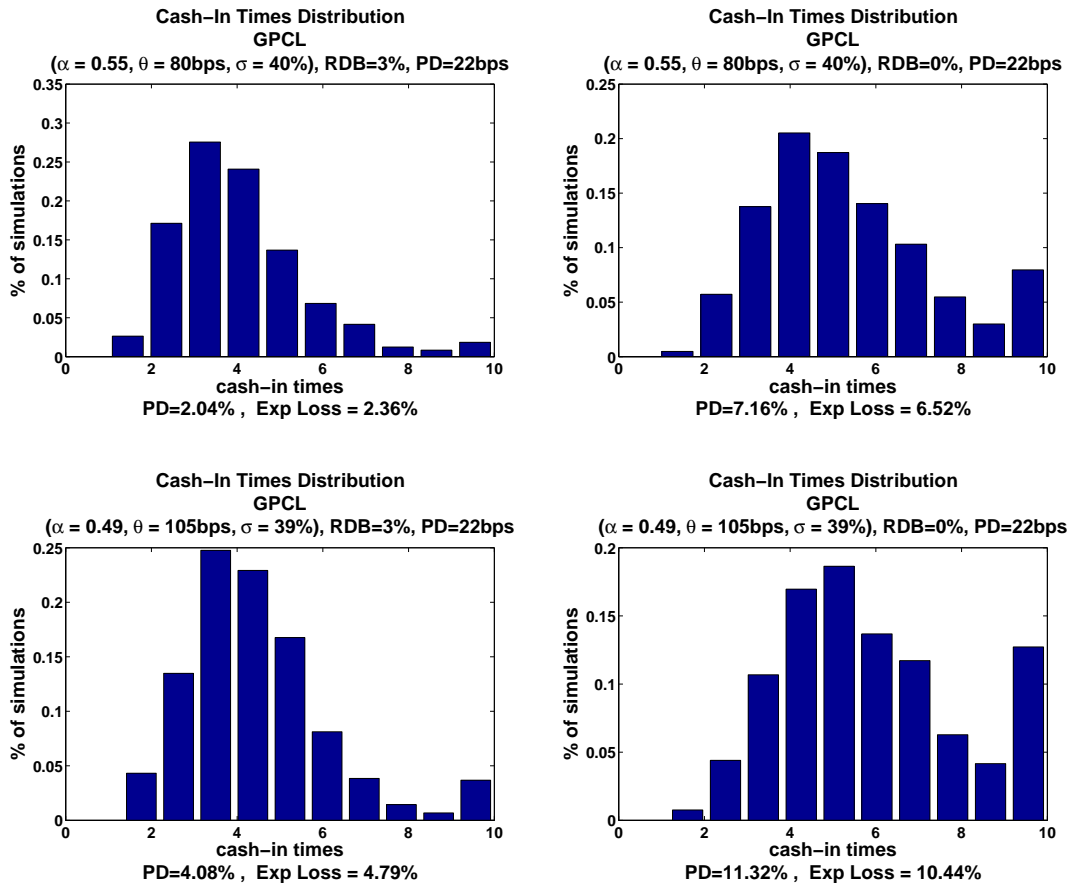 Cash−In Times Distribution
GPCL
(α = 0.55, θ = 80bps, σ = 40%), RDB=3%, PD=22bps
0.35
0.3
0.25
0.2
0.15
0.1
0.05
0
% of simulations
0 2 4 6 8 10
cash−in times
PD=2.04% , Exp Loss = 2.36%
Cash−In Times Distribution
GPCL
(α = 0.55, θ = 80bps, σ = 40%), RDB=0%, PD=22bps
0.25
0.2
0.15
0.1
0.05
0
% of simulations
0 2 4 6 8 10
cash−in times
PD=7.16% , Exp Loss = 6.52%
Cash−In Times Distribution
GPCL
(α = 0.49, θ = 105bps, σ = 39%), RDB=3%, PD=22bps
0.25
0.2
0.15
0.1
0.05
0
% of simulations
0 2 4 6 8 10
cash−in times
PD=4.08% , Exp Loss = 4.79%
Cash−In Times Distribution
GPCL
(α = 0.49, θ = 105bps, σ = 39%), RDB=0%, PD=22bps
0.2
0.15
0.1
0.05
0
% of simulations
0 2 4 6 8 10
cash−in times
PD=11.32% , Exp Loss = 10.44%